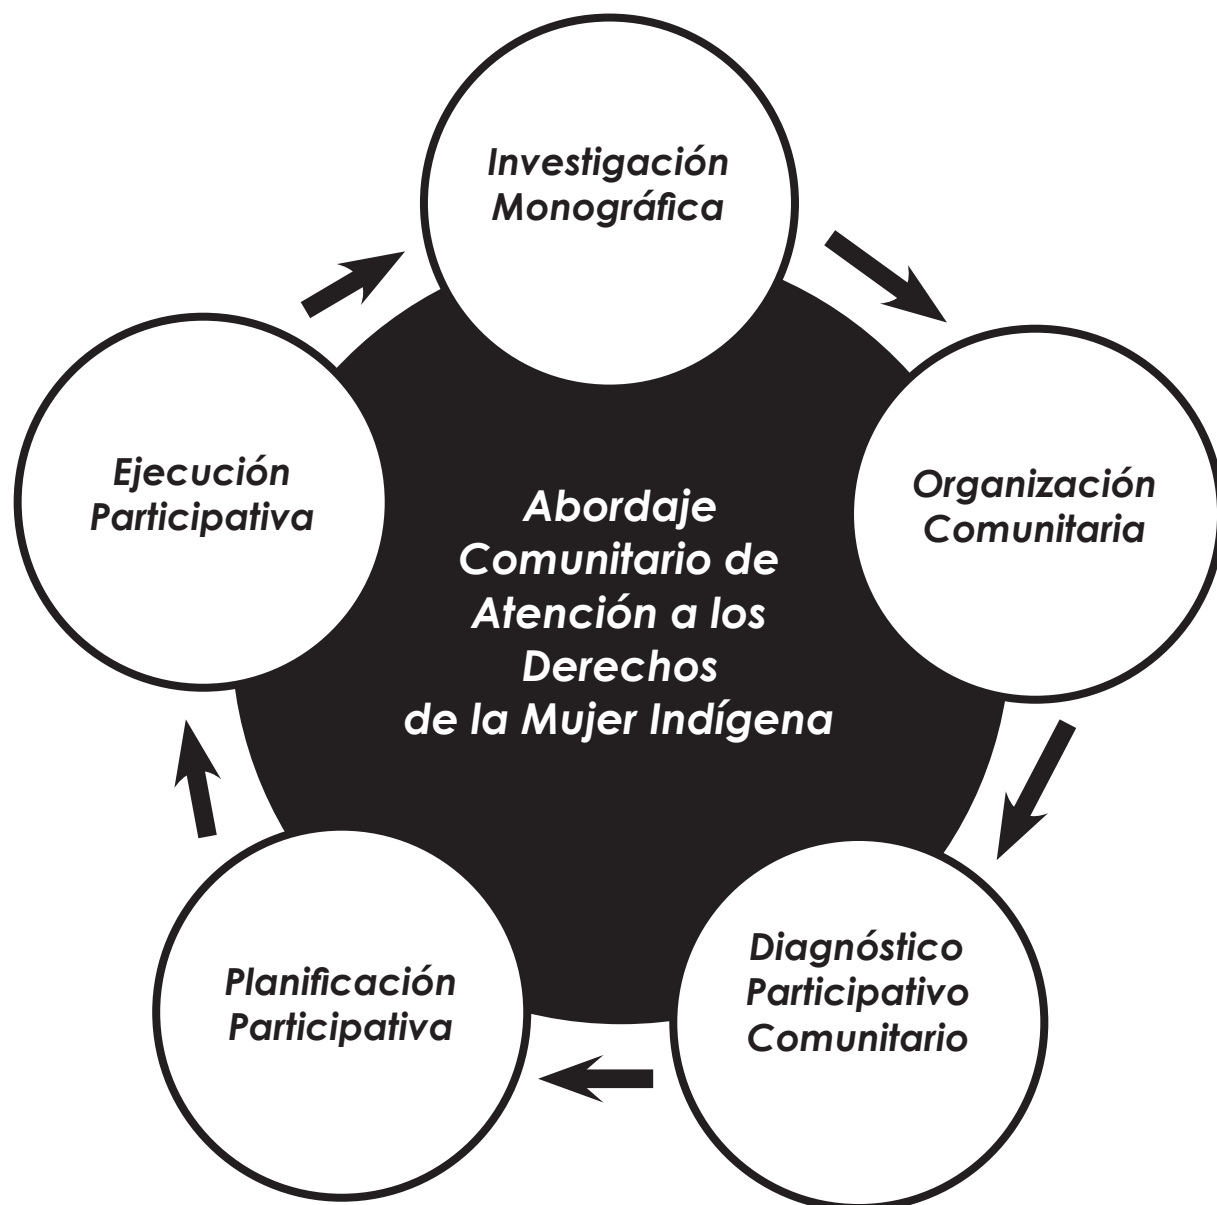 Investigación
Monográfica
Organización
Comunitaria
Diagnóstico
Participativo
Comunitario
Planificación
Participativa
Ejecución
Participativa
Abordaje
Comunitario de
Atención a los
Derechos
de la Mujer Indígena